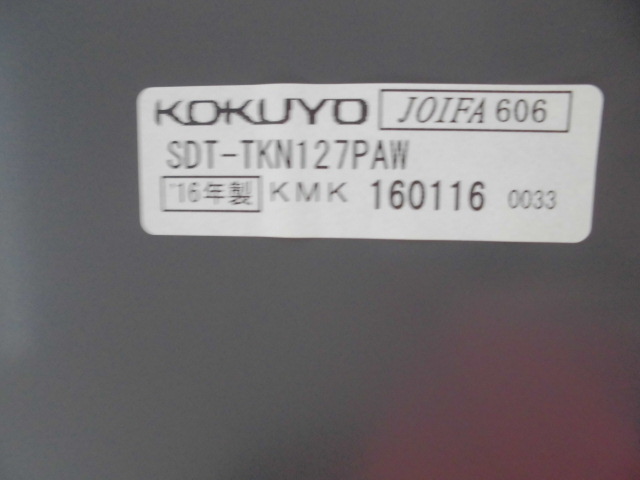 KOKUYO JOIFA 606
SDT-TKN127PAW
'16年製 KMK 160116 0033